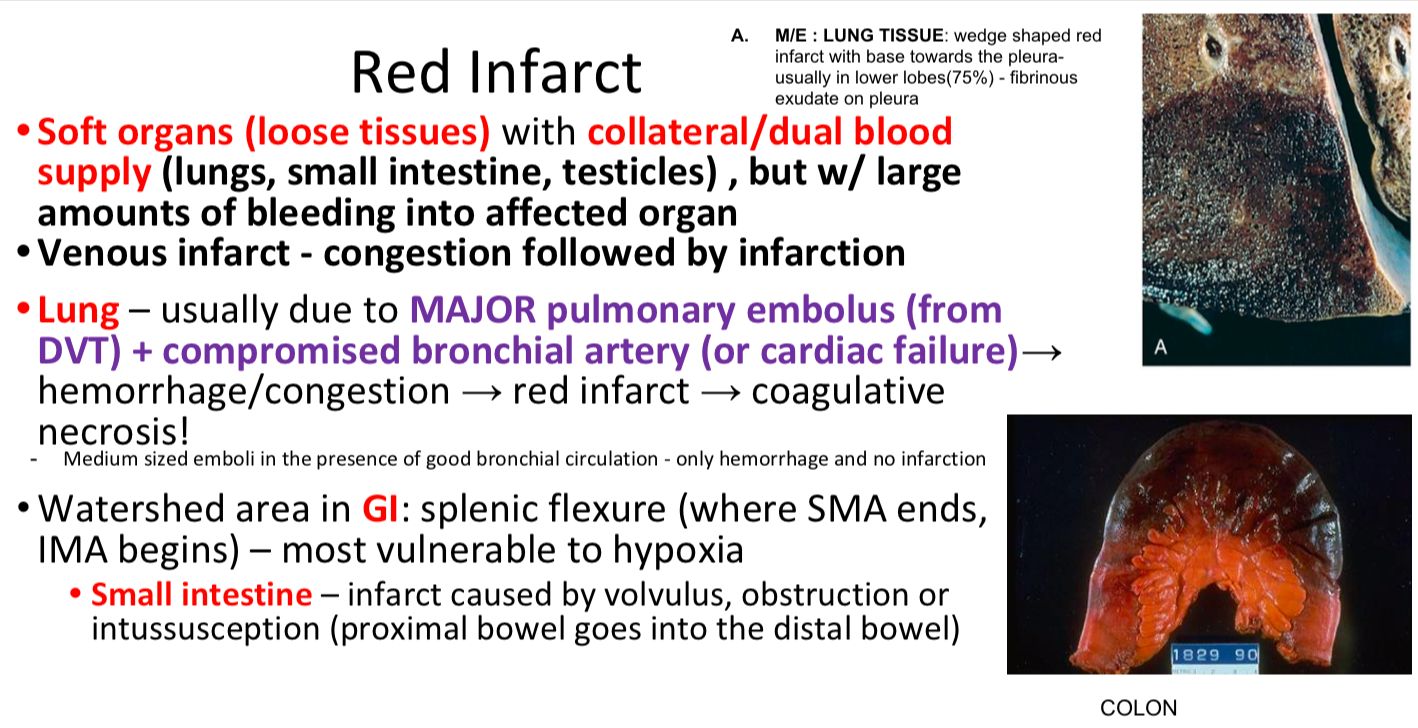 Red Infarct
A. M/E : LUNG TISSUE: wedge shaped red
infarct with base towards the pleura-
usually in lower lobes(75%) - fibrinous
exudate on pleura
• Soft organs (loose tissues) with collateral/dual blood
supply (lungs, small intestine, testicles) , but w/ large
amounts of bleeding into affected organ
• Venous infarct - congestion followed by infarction
• Lung – usually due to MAJOR pulmonary embolus (from
DVT) + compromised bronchial artery (or cardiac failure)→
hemorrhage/congestion → red infarct → coagulative
necrosis!
- Medium sized emboli in the presence of good bronchial circulation - only hemorrhage and no infarction
• Watershed area in GI: splenic flexure (where SMA ends,
IMA begins) – most vulnerable to hypoxia
• Small intestine – infarct caused by volvulus, obstruction or
intussusception (proximal bowel goes into the distal bowel)
A
1829 90
COLON